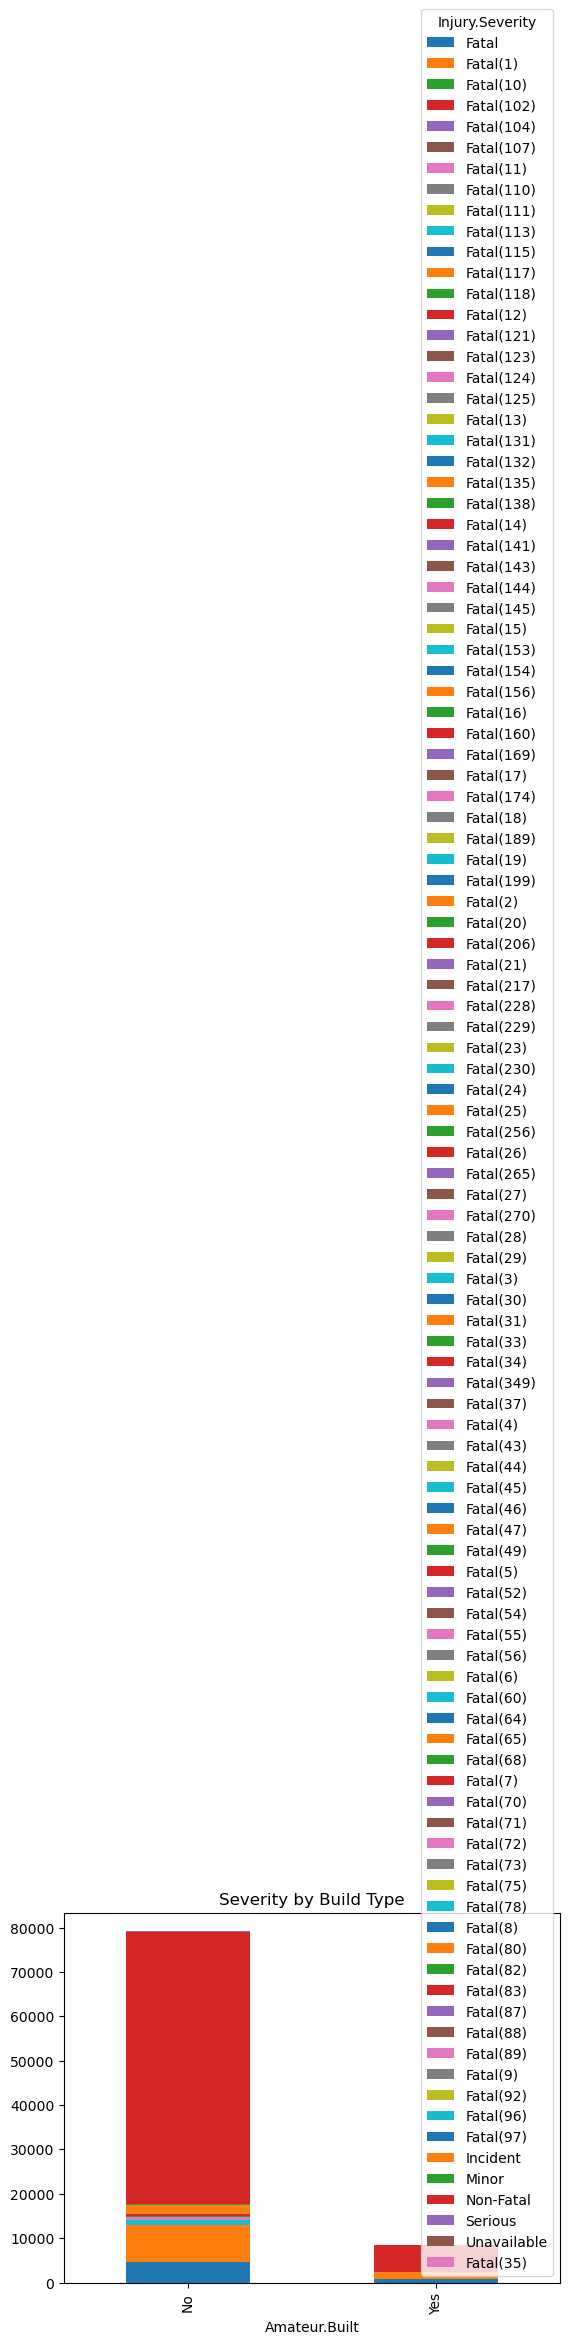 Injury.Severity
Fatal
Fatal(1)
Fatal(10)
Fatal(102)
Fatal(104)
Fatal(107)
Fatal(11)
Fatal(110)
Fatal(111)
Fatal(113)
Fatal(115)
Fatal(117)
Fatal(118)
Fatal(12)
Fatal(121)
Fatal(123)
Fatal(124)
Fatal(125)
Fatal(13)
Fatal(131)
Fatal(132)
Fatal(135)
Fatal(138)
Fatal(14)
Fatal(141)
Fatal(143)
Fatal(144)
Fatal(145)
Fatal(15)
Fatal(153)
Fatal(154)
Fatal(156)
Fatal(16)
Fatal(160)
Fatal(169)
Fatal(17)
Fatal(174)
Fatal(18)
Fatal(189)
Fatal(19)
Fatal(199)
Fatal(2)
Fatal(20)
Fatal(206)
Fatal(21)
Fatal(217)
Fatal(228)
Fatal(229)
Fatal(23)
Fatal(230)
Fatal(24)
Fatal(25)
Fatal(256)
Fatal(26)
Fatal(265)
Fatal(27)
Fatal(270)
Fatal(28)
Fatal(29)
Fatal(3)
Fatal(30)
Fatal(31)
Fatal(33)
Fatal(34)
Fatal(349)
Fatal(37)
Fatal(4)
Fatal(43)
Fatal(44)
Fatal(45)
Fatal(46)
Fatal(47)
Fatal(49)
Fatal(5)
Fatal(52)
Fatal(54)
Fatal(55)
Fatal(56)
Fatal(6)
Fatal(60)
Fatal(64)
Fatal(65)
Fatal(68)
Fatal(7)
Fatal(70)
Fatal(71)
Fatal(72)
Fatal(73)
Fatal(75)
Fatal(78)
Fatal(8)
Fatal(80)
Fatal(82)
Fatal(83)
Fatal(87)
Fatal(88)
Fatal(89)
Fatal(9)
Fatal(92)
Fatal(96)
Fatal(97)
Incident
Minor
Non-Fatal
Serious
Unavailable
Fatal(35)
Severity by Build Type
80000
70000
60000
50000
40000
30000
20000
10000
0
No
Yes
Amateur.Built